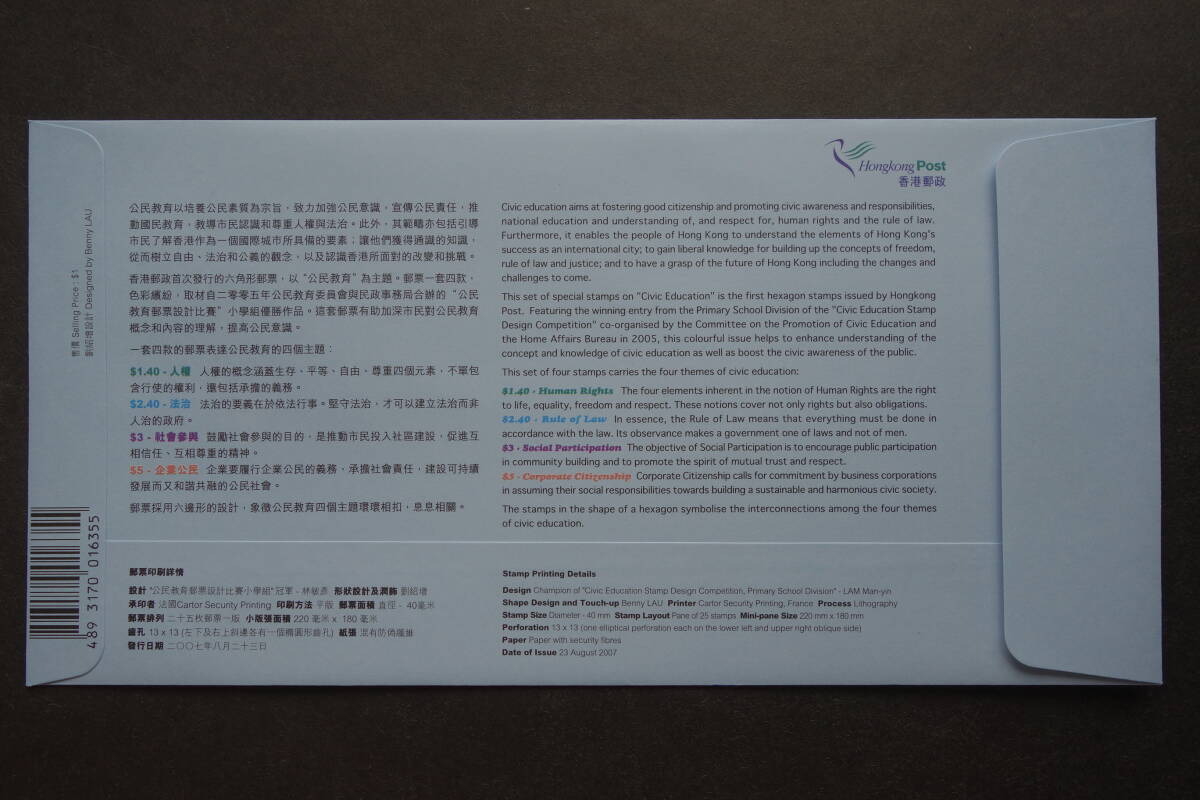 Hongkong Post
香港郵政
公民教育以培養公民素質為宗旨，致力加強公民意識，宣傳公民責任，推
動國民教育，教導市民認識和尊重人權與法治。此外，其範疇亦包括引導
市民了解香港作為一個國際城市所具備的要素；讓他們獲得通識的知識，
從而樹立自由、法治和公義的觀念，以及認識香港所面對的改變和挑戰。
香港郵政首次發行的六角形郵票，以“公民教育”為主題。郵票一套四款，
色彩繽紛，取材自二零零五年公民教育委員會與民政事務局合辦的“公民
教育郵票設計比賽”小學組優勝作品。這套郵票有助加深市民對公民教育
概念和內容的理解，提高公民意識。
一套四款的郵票表達公民教育的四個主題：
$1.40 - 人權 人權的概念涵蓋生存、平等、自由、尊重四個元素，不單包
含行使的權利，還包括承擔的義務。
$2.40 - 法治 法治的要義在於依法行事。堅守法治，才可以建立法治而非
人治的政府。
$3 - 社會參與 鼓勵社會參與的目的，是推動市民投入社區建設，促進互
相信任、互相尊重的精神。
$5 - 企業公民 企業要履行企業公民的義務、承擔社會責任，建設可持續
發展而又和諧共融的公民社會。
郵票採用六邊形的設計，象徵公民教育四個主題環環相扣，息息相關。
Civic education aims at fostering good citizenship and promoting civic awareness and responsibilities,
national education and understanding of, and respect for, human rights and the rule of law.
Furthermore, it enables the people of Hong Kong to understand the elements of Hong Kong's
success as an international city; to gain liberal knowledge for building up the concepts of freedom,
rule of law and justice; and to have a grasp of the future of Hong Kong including the changes and
challenges to come.
This set of special stamps on "Civic Education" is the first hexagon stamps issued by Hongkong
Post. Featuring the winning entry from the Primary School Division of the "Civic Education Stamp
Design Competition" co-organised by the Committee on the Promotion of Civic Education and
the Home Affairs Bureau in 2005, this colourful issue helps to enhance understanding of the
concept and knowledge of civic education as well as boost the civic awareness of the public.
This set of four stamps carries the four themes of civic education:
$1.40 - Human Rights The four elements inherent in the notion of Human Rights are the right
to life, equality, freedom and respect. These notions cover not only rights but also obligations.
$2.40 - Rule of Law In essence, the Rule of Law means that everything must be done in
accordance with the law. Its observance makes a government one of laws and not of men.
$3 - Social Participation The objective of Social Participation is to encourage public participation
in community building and to promote the spirit of mutual trust and respect.
$5 - Corporate Citizenship Corporate Citizenship calls for commitment by business corporations
in assuming their social responsibilities towards building a sustainable and harmonious civic society.
The stamps in the shape of a hexagon symbolise the interconnections among the four themes
of civic education.
郵票印刷詳情
設計 "公民教育郵票設計比賽小學組"冠軍 - 林敏彥 形狀設計及潤飾 劉紹增
承印者 法國Cartor Security Printing 印刷方法 平版 郵票面積 直徑 - 40毫米
郵票排列 二十五枚郵票一版 小版張面積 220 毫米 x 180 毫米
齒孔 13 x 13 (左下及右上斜邊各有一個橢圓形齒孔) 紙張 混有防偽纖維
發行日期 二〇〇七年八月二十三日
Stamp Printing Details
Design Champion of "Civic Education Stamp Design Competition, Primary School Division" - LAM Man-yin
Shape Design and Touch-up Benny LAU Printer Cartor Security Printing, France Process Lithography
Stamp Size Diameter - 40 mm Stamp Layout Pane of 25 stamps Mini-pane Size 220 mm x 180 mm
Perforation 13 x 13 (one elliptical perforation each on the lower left and upper right oblique side)
Paper Paper with security fibres
Date of Issue 23 August 2007
售價 Selling Price : $1
劉紹增設計 Designed by Benny LAU
4 893170 016355